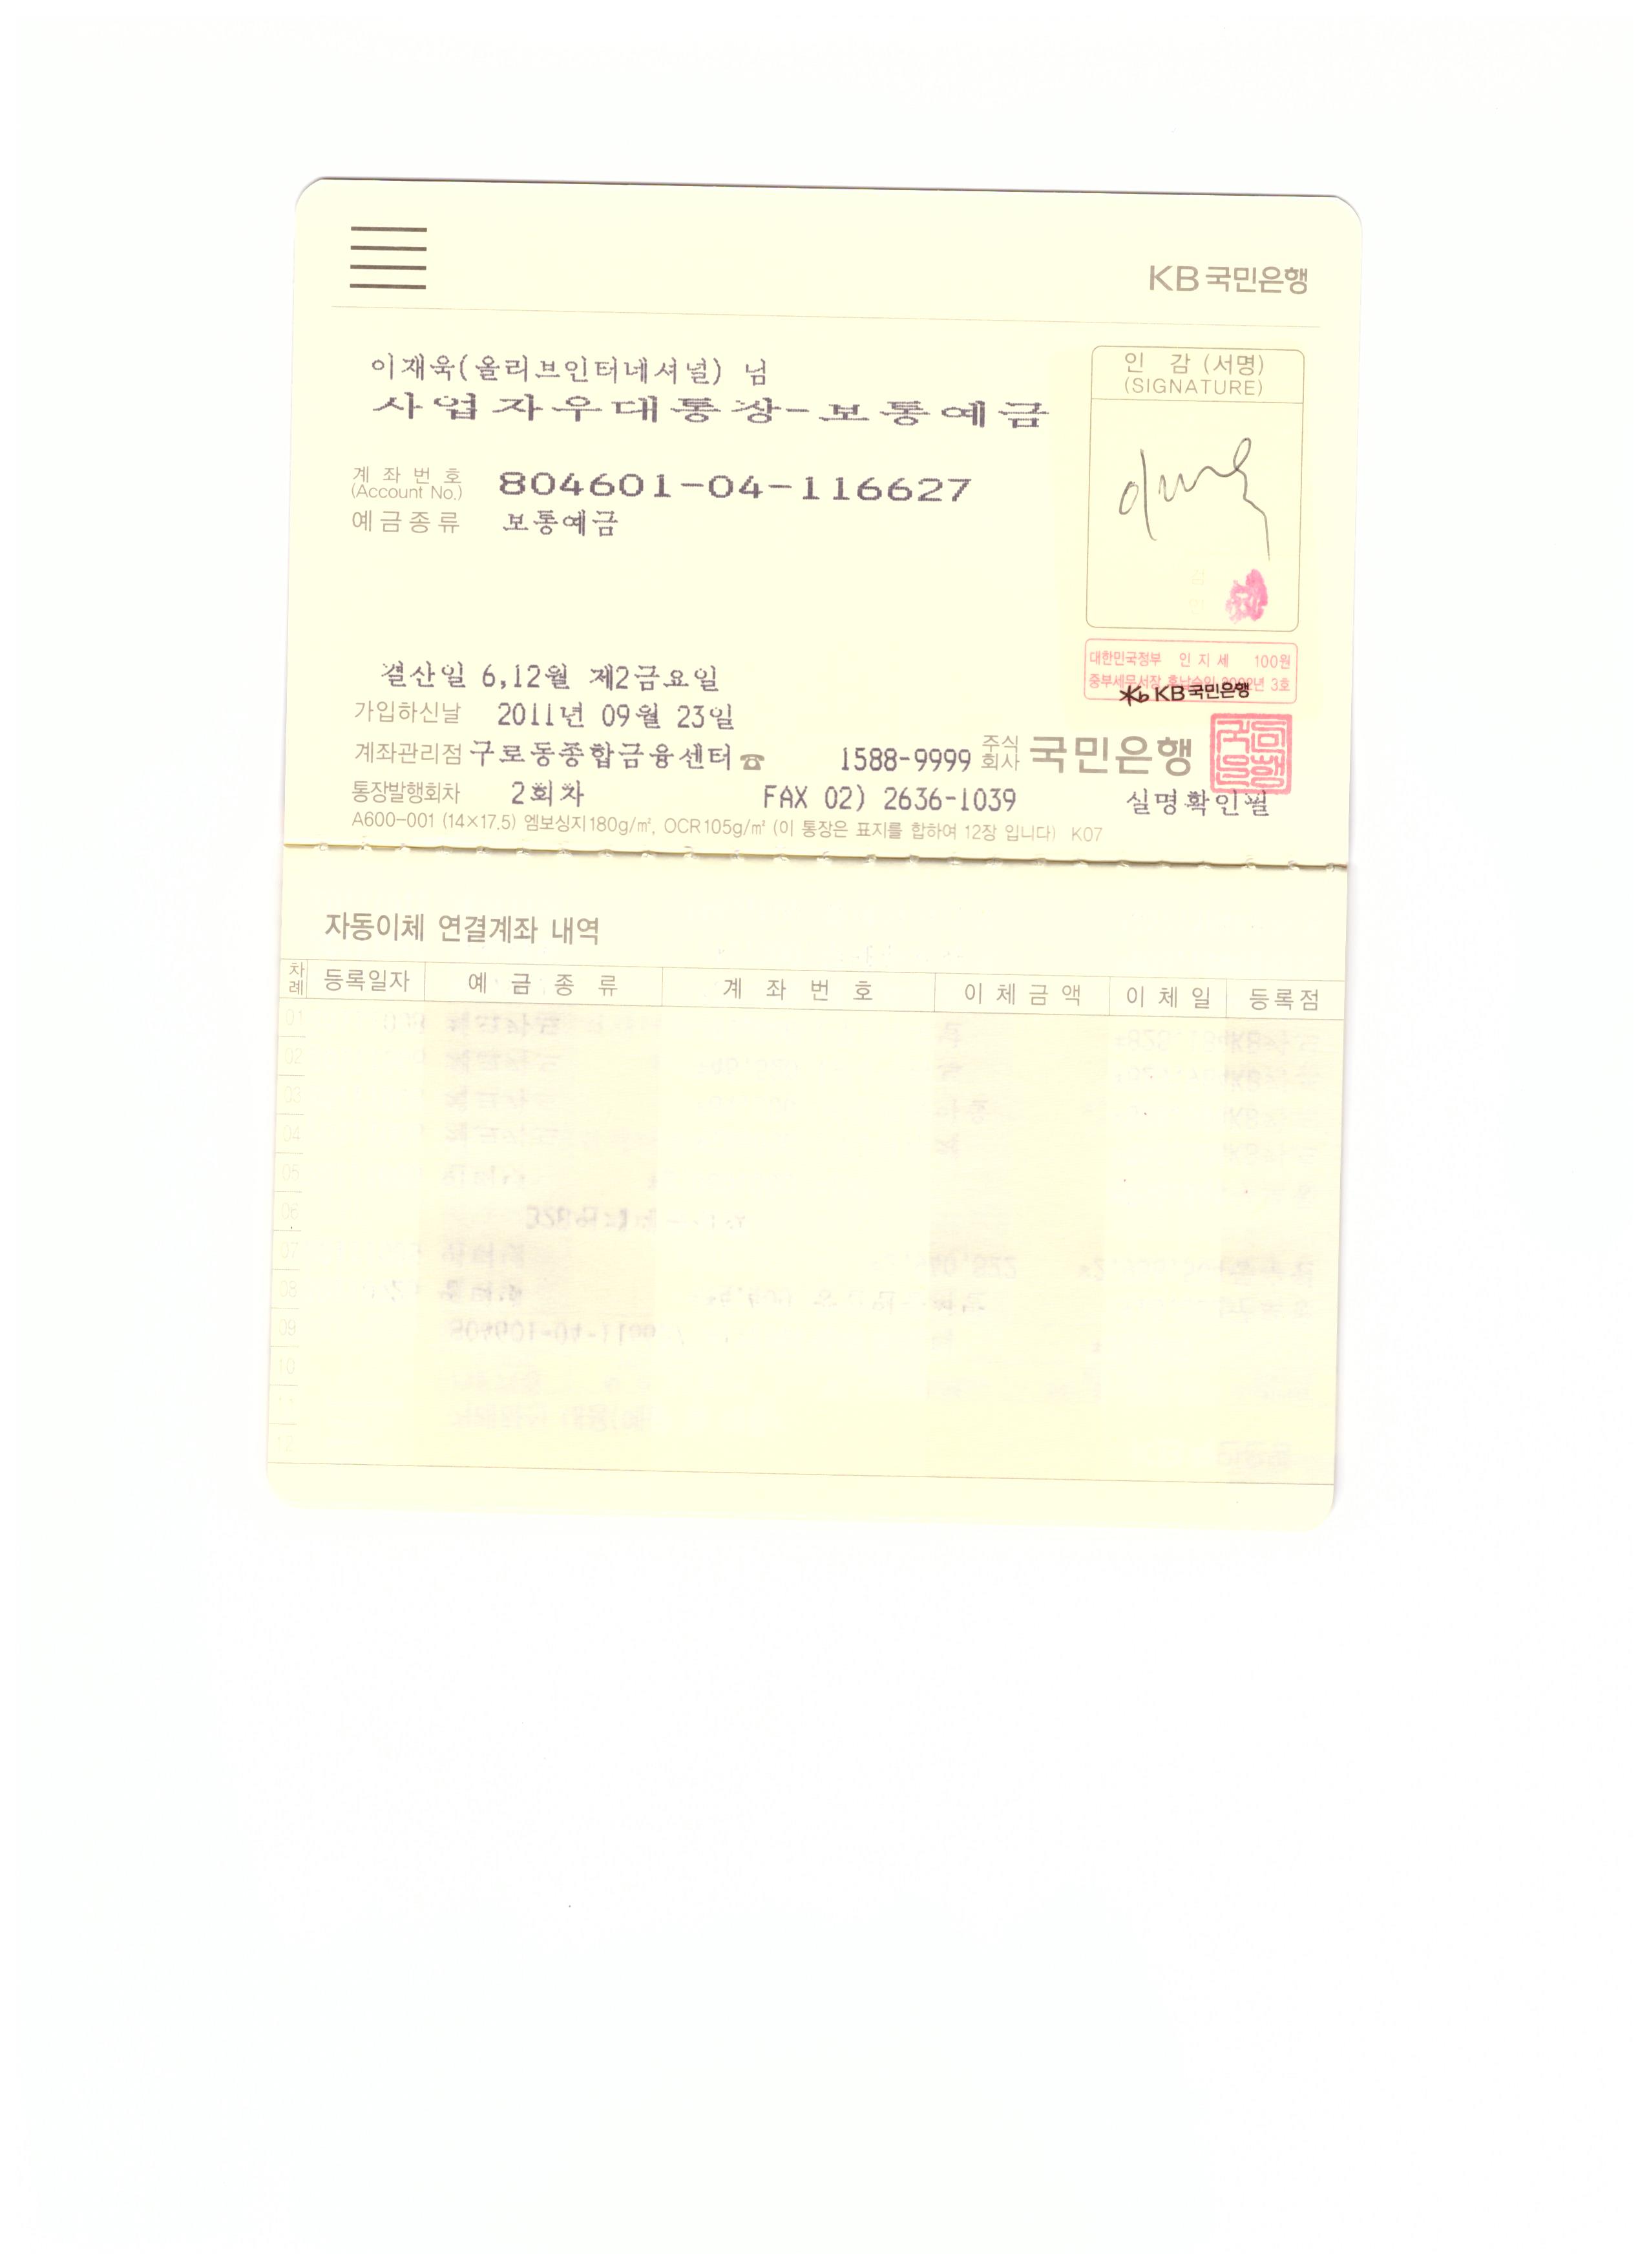 KB국민은행
이재욱(올리브인터네셔널) 님
사업자우대통장-보통예금
인 감 (서명)
(SIGNATURE)
계 좌 번 호
(Account No.) 804601-04-116627
예금종류 보통예금
결산일 6,12월 제2금요일
대한민국정부 인 지 세 100원
중부세무서장 2002년 3호
KB국민은행
가입하신날 2011년 09월 23일
계좌관리점 구로동종합금융센터☎ 1588-9999 주식회사 국민은행
통장발행회차 2회차 FAX 02) 2636-1039 실명확인필
A600-001 (14×17.5) 엠보싱지180g/㎡, OCR105g/㎡ (이 통장은 표지를 합하여 12장 입니다) K07
자동이체 연결계좌 내역
차례 등록일자 예 금 종 류 계 좌 번 호 이 체 금 액 이 체 일 등록점
01
02
03
04
05
06
07
08
09
10